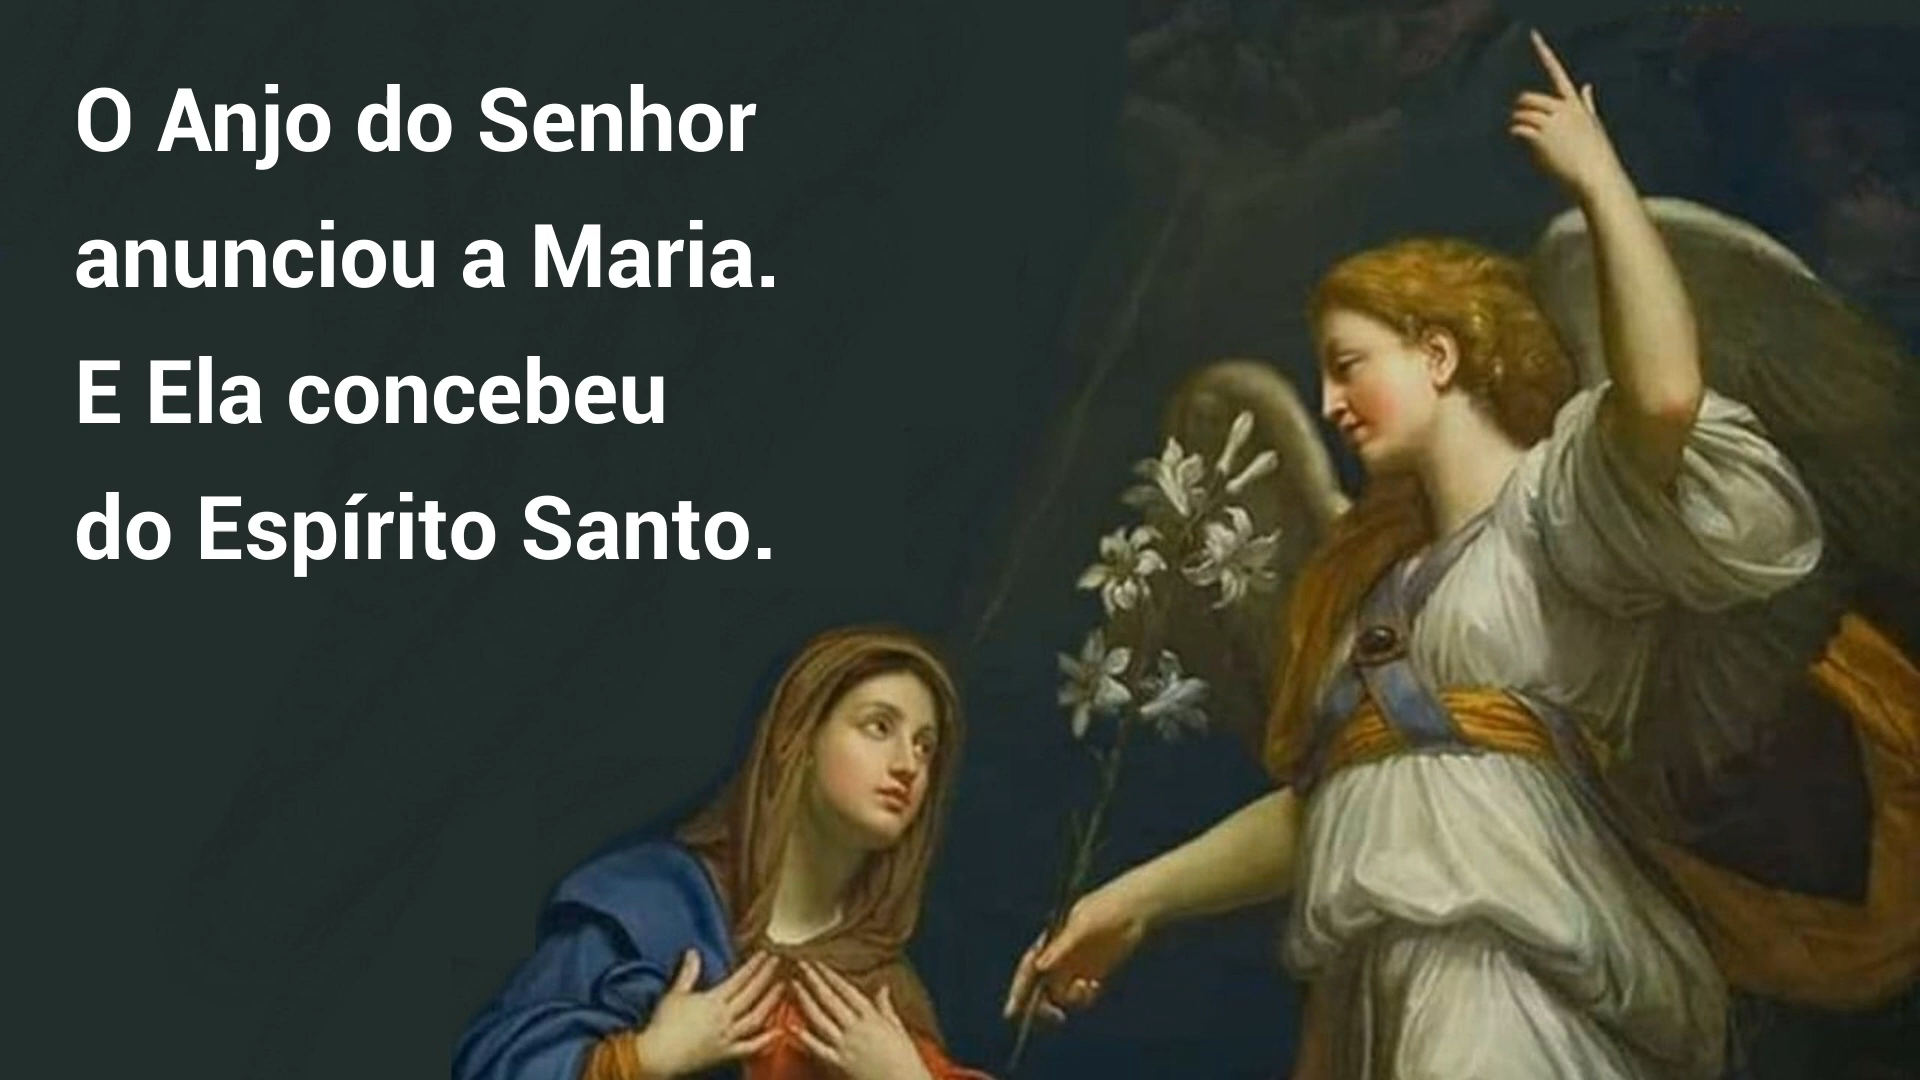 O Anjo do Senhor
anunciou a Maria.
E Ela concebeu
do Espírito Santo.